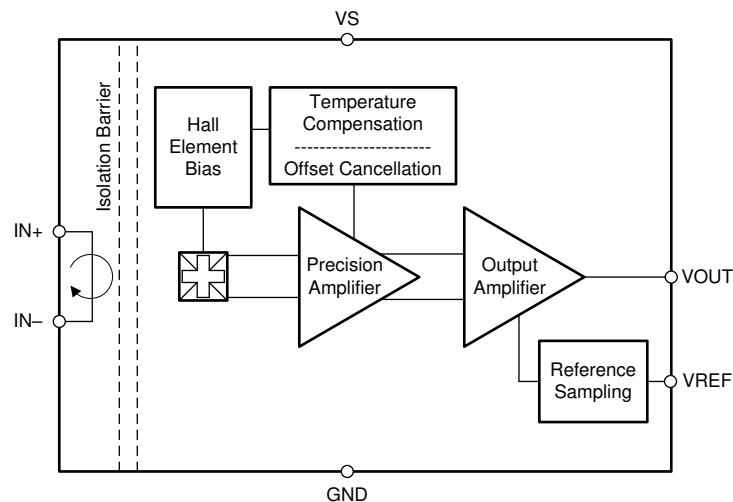 VS
Isolation Barrier
Hall
Element
Bias
Temperature
Compensation
Offset Cancellation
IN+
IN–
Precision
Amplifier
Output
Amplifier
VOUT
Reference
Sampling
VREF
GND